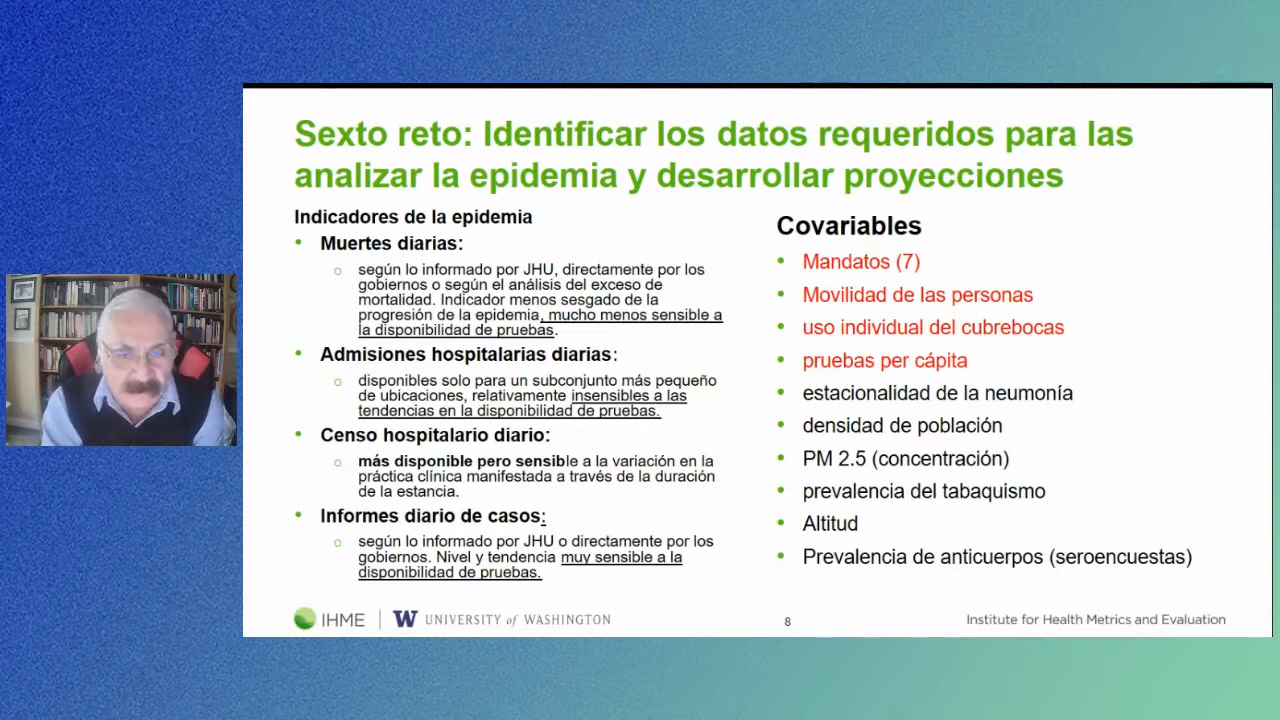 Sexto reto: Identificar los datos requeridos para las
analizar la epidemia y desarrollar proyecciones
Indicadores de la epidemia
• Muertes diarias:
o según lo informado por JHU, directamente por los
gobiernos o según el análisis del exceso de
mortalidad. Indicador menos sesgado de la
progresión de la epidemia, mucho menos sensible a
la disponibilidad de pruebas.
• Admisiones hospitalarias diarias:
o disponibles solo para un subconjunto más pequeño
de ubicaciones, relativamente insensibles a las
tendencias en la disponibilidad de pruebas.
• Censo hospitalario diario:
o más disponible pero sensible a la variación en la
práctica clínica manifestada a través de la duración
de la estancia.
• Informes diario de casos:
o según lo informado por JHU o directamente por los
gobiernos. Nivel y tendencia muy sensible a la
disponibilidad de pruebas.
Covariables
• Mandatos (7)
• Movilidad de las personas
• uso individual del cubrebocas
• pruebas per cápita
• estacionalidad de la neumonía
• densidad de población
• PM 2.5 (concentración)
• prevalencia del tabaquismo
• Altitud
• Prevalencia de anticuerpos (seroencuestas)
IHME | W UNIVERSITY of WASHINGTON
8
Institute for Health Metrics and Evaluation